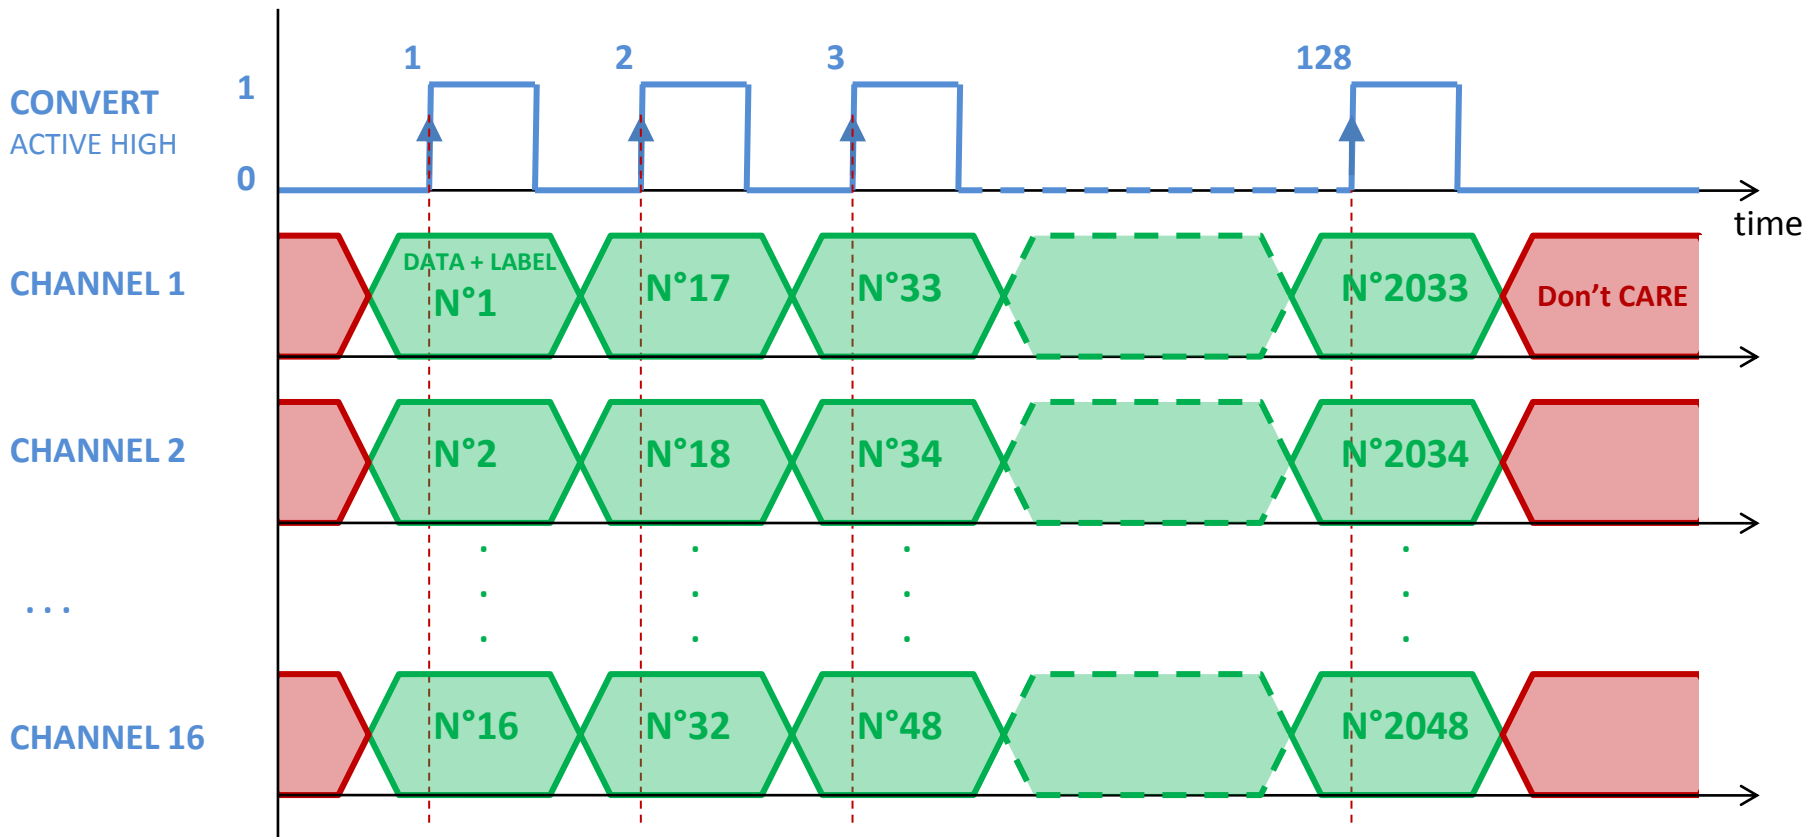 1 2 3 128
CONVERT 1
ACTIVE HIGH
0
time
CHANNEL 1 DATA + LABEL
N°1 N°17 N°33 N°2033 Don't CARE
CHANNEL 2 N°2 N°18 N°34 N°2034
. . .
CHANNEL 16 N°16 N°32 N°48 N°2048